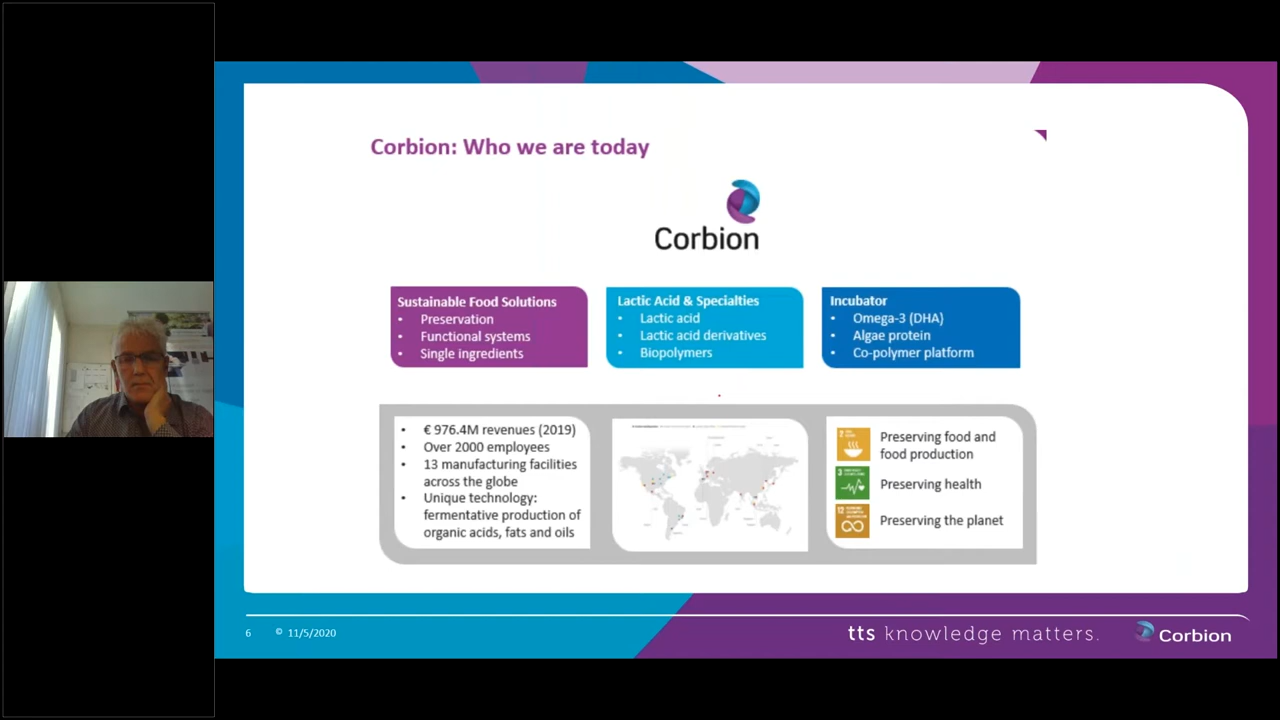 Corbion: Who we are today
Corbion
Sustainable Food Solutions
• Preservation
• Functional systems
• Single ingredients
Lactic Acid & Specialties
• Lactic acid
• Lactic acid derivatives
• Biopolymers
Incubator
• Omega-3 (DHA)
• Algae protein
• Co-polymer platform
• € 976.4M revenues (2019)
• Over 2000 employees
• 13 manufacturing facilities
across the globe
• Unique technology:
fermentative production of
organic acids, fats and oils
Preserving food and
food production
Preserving health
Preserving the planet
6 © 11/5/2020
tts knowledge matters.
Corbion